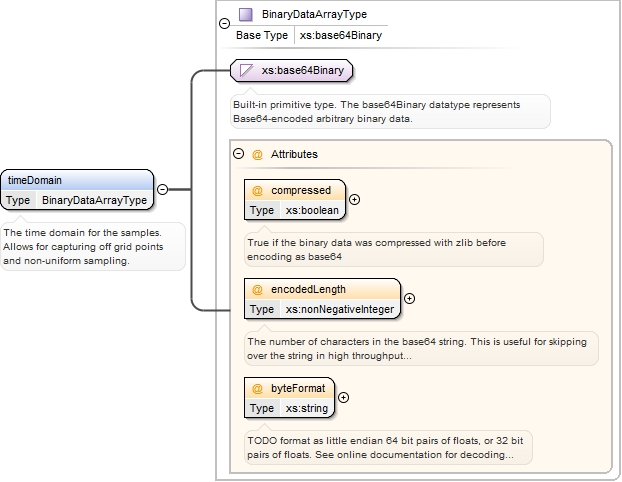 BinaryDataArrayType
Base Type xs:base64Binary
xs:base64Binary
Built-in primitive type. The base64Binary datatype represents
Base64-encoded arbitrary binary data.
timeDomain
Type BinaryDataArrayType
The time domain for the samples.
Allows for capturing off grid points
and non-uniform sampling.
@ Attributes
@ compressed
Type xs:boolean
True if the binary data was compressed with zlib before
encoding as base64
@ encodedLength
Type xs:nonNegativeInteger
The number of characters in the base64 string. This is useful for skipping
over the string in high throughput...
@ byteFormat
Type xs:string
TODO format as little endian 64 bit pairs of floats, or 32 bit
pairs of floats. See online documentation for decoding...